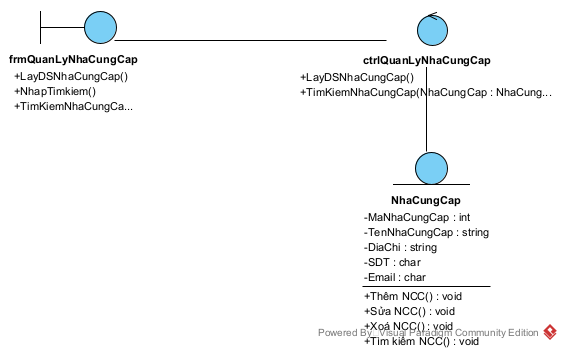 frmQuanLyNhaCungCap
+LayDSNhaCungCap()
+NhapTimkiem()
+TimKiemNhaCungCa...
ctrlQuanLyNhaCungCap
+LayDSNhaCungCap()
+TimKiemNhaCungCap(NhaCungCap : NhaCung...
NhaCungCap
-MaNhaCungCap : int
-TenNhaCungCap : string
-DiaChi : string
-SDT : char
-Email : char
+Thêm NCC() : void
+Sửa NCC() : void
+Xoá NCC() : void
Powered By Visual Paradigm Community Edition
+Tìm kiếm NCC() : void